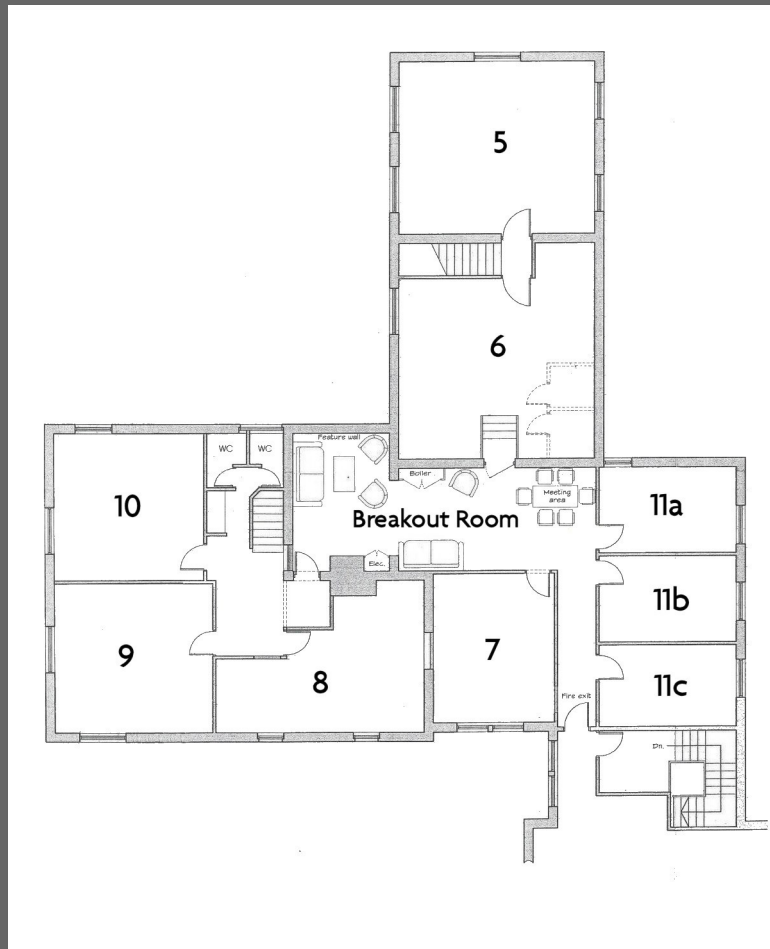 5
6
Feature wall
WC
WC
Boiler
10
Meeting
area
11a
Breakout Room
Elec.
11b
9
7
8
11c
Fire exit
Dn.